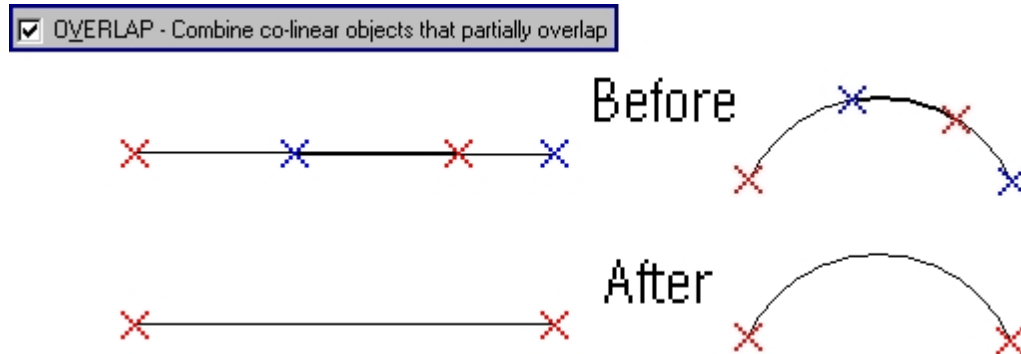 OVERLAP - Combine co-linear objects that partially overlap
Before
After